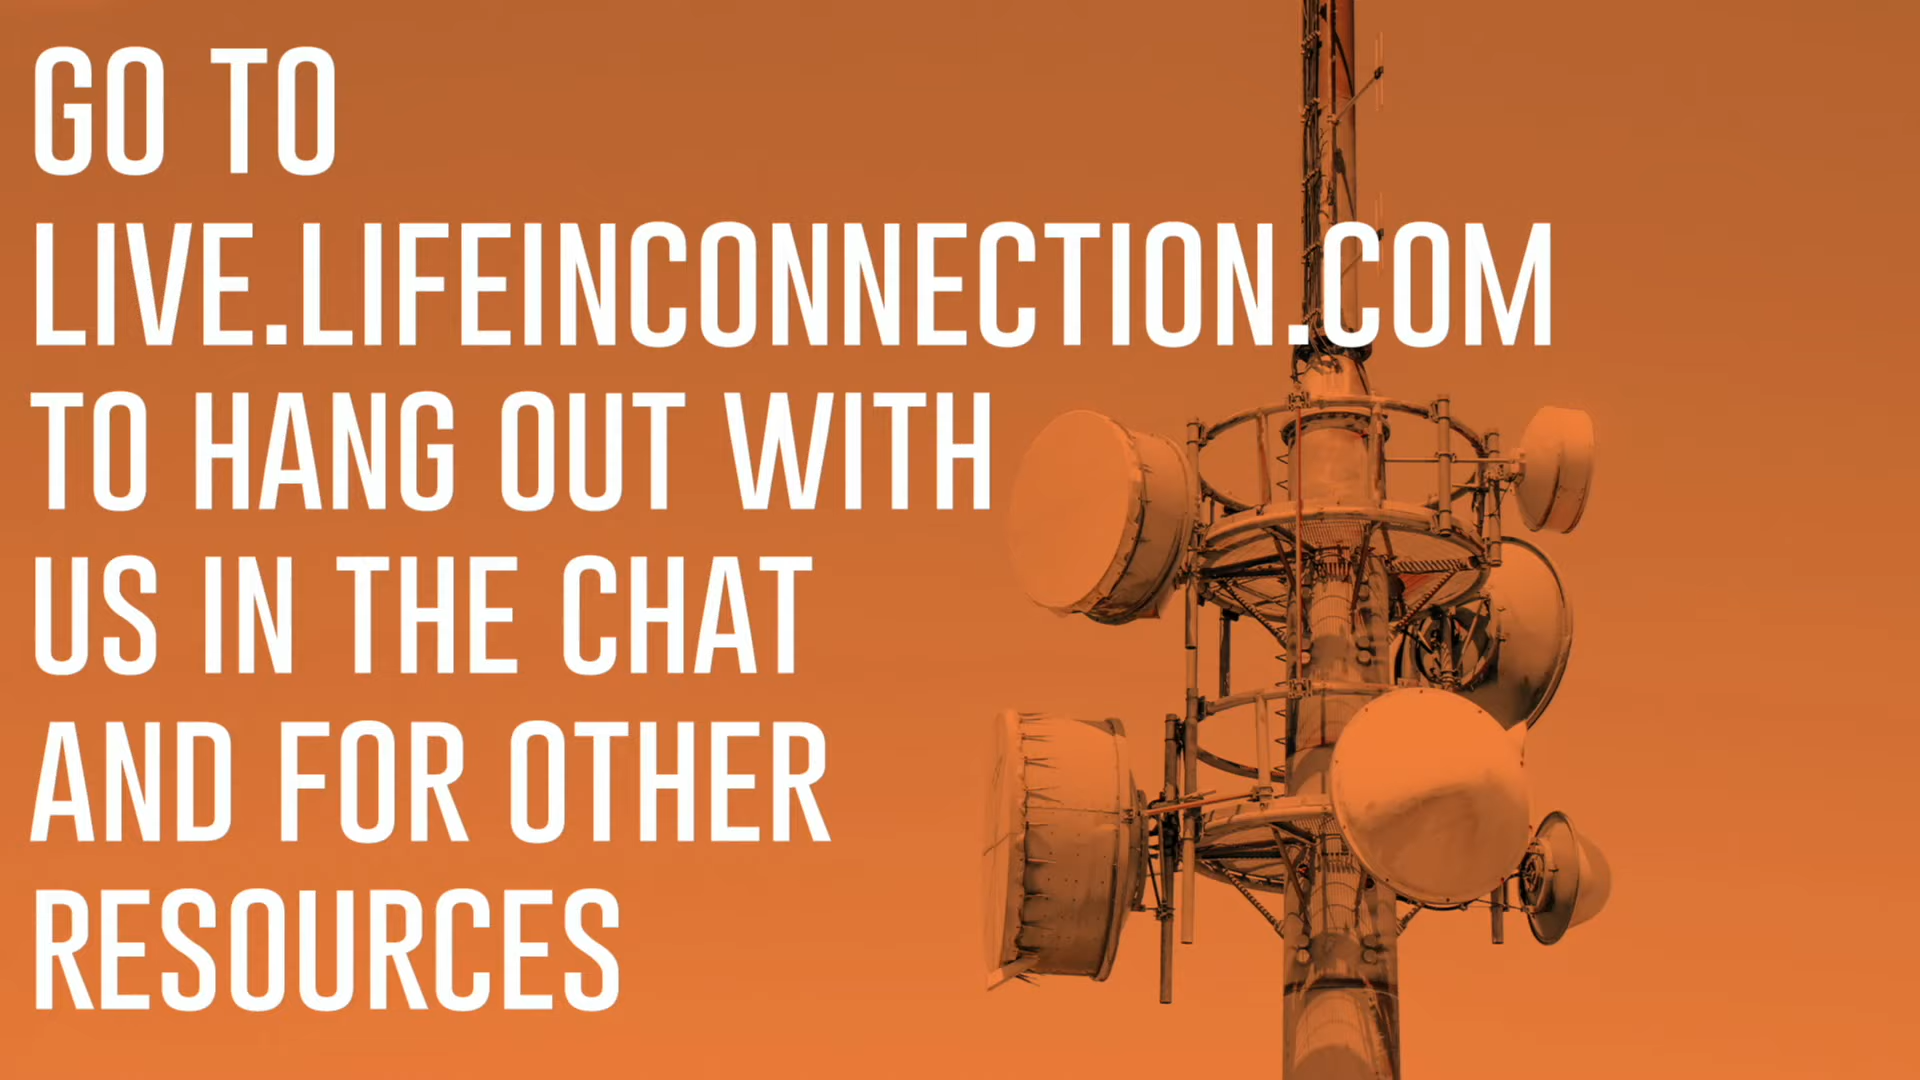 GO TO
LIVE.LIFEINCONNECTION.COM
TO HANG OUT WITH
US IN THE CHAT
AND FOR OTHER
RESOURCES